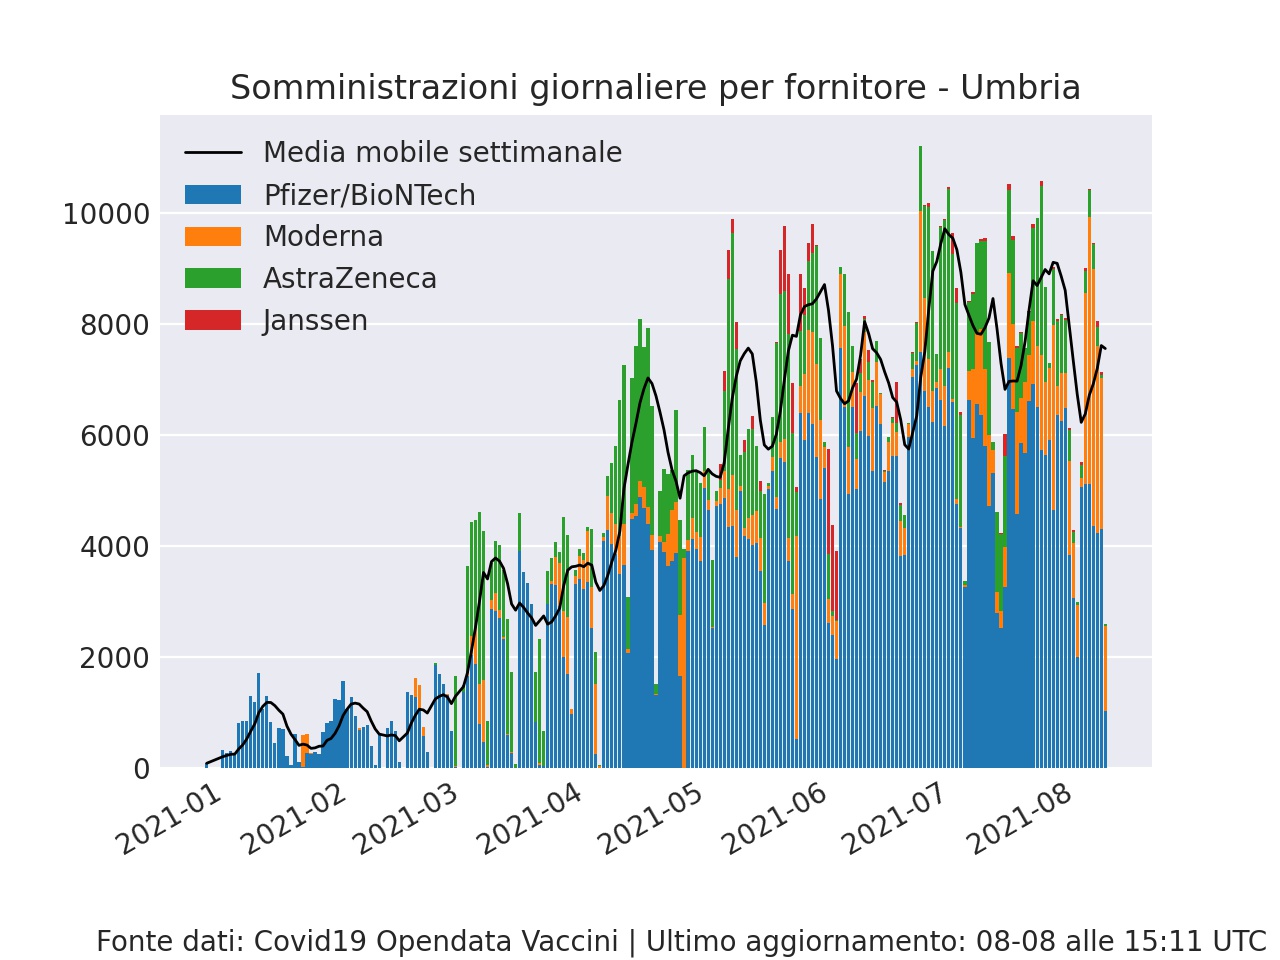 Somministrazioni giornaliere per fornitore - Umbria
Media mobile settimanale
Pfizer/BioNTech
Moderna
AstraZeneca
Janssen
10000
8000
6000
4000
2000
0
2021-01
2021-02
2021-03
2021-04
2021-05
2021-06
2021-07
2021-08
Fonte dati: Covid19 Opendata Vaccini | Ultimo aggiornamento: 08-08 alle 15:11 UTC